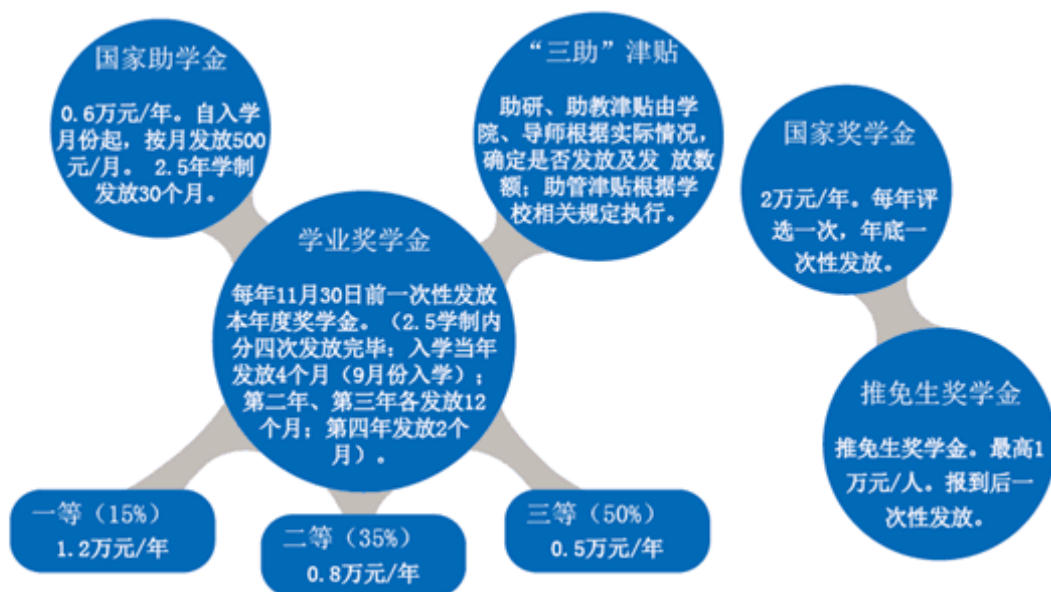 国家助学金
0.6万元/年。自入学
月份起，按月发放500
元/月。 2.5年学制
发放30个月。
“三助”津贴
助研、助教津贴由学
院、导师根据实际情况，
确定是否发放及发 放数
额；助管津贴根据学
校相关规定执行。
国家奖学金
2万元/年。每年评
选一次，年底一
次性发放。
学业奖学金
每年11月30日前一次性发放
本年度奖学金。（2.5学制内
分四次发放完毕：入学当年
发放4个月（9月份入学）；
第二年、第三年各发放12
个月；第四年发放2个
月）。
推免生奖学金
推免生奖学金。最高1
万元/人。报到后一
次性发放。
一等（15%）
1.2万元/年
二等（35%）
0.8万元/年
三等（50%）
0.5万元/年